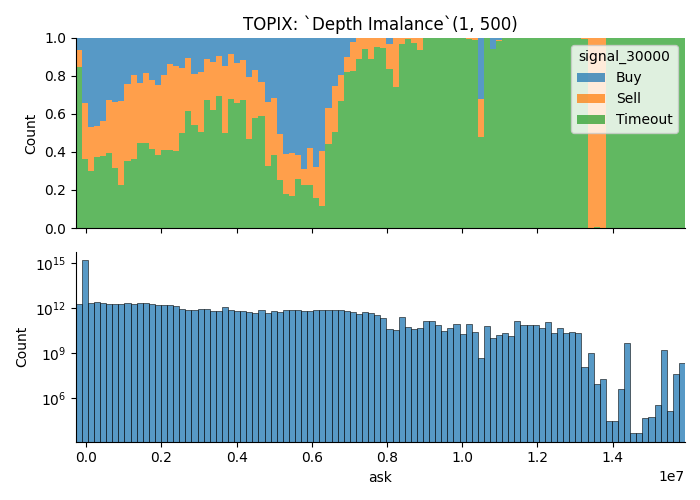 TOPIX: `Depth Imalance`(1, 500)
1.0
0.8
0.6
0.4
0.2
0.0
Count
signal_30000
Buy
Sell
Timeout
10^15
10^12
10^9
10^6
Count
0.0 0.2 0.4 0.6 0.8 1.0 1.2 1.4
1e7
ask